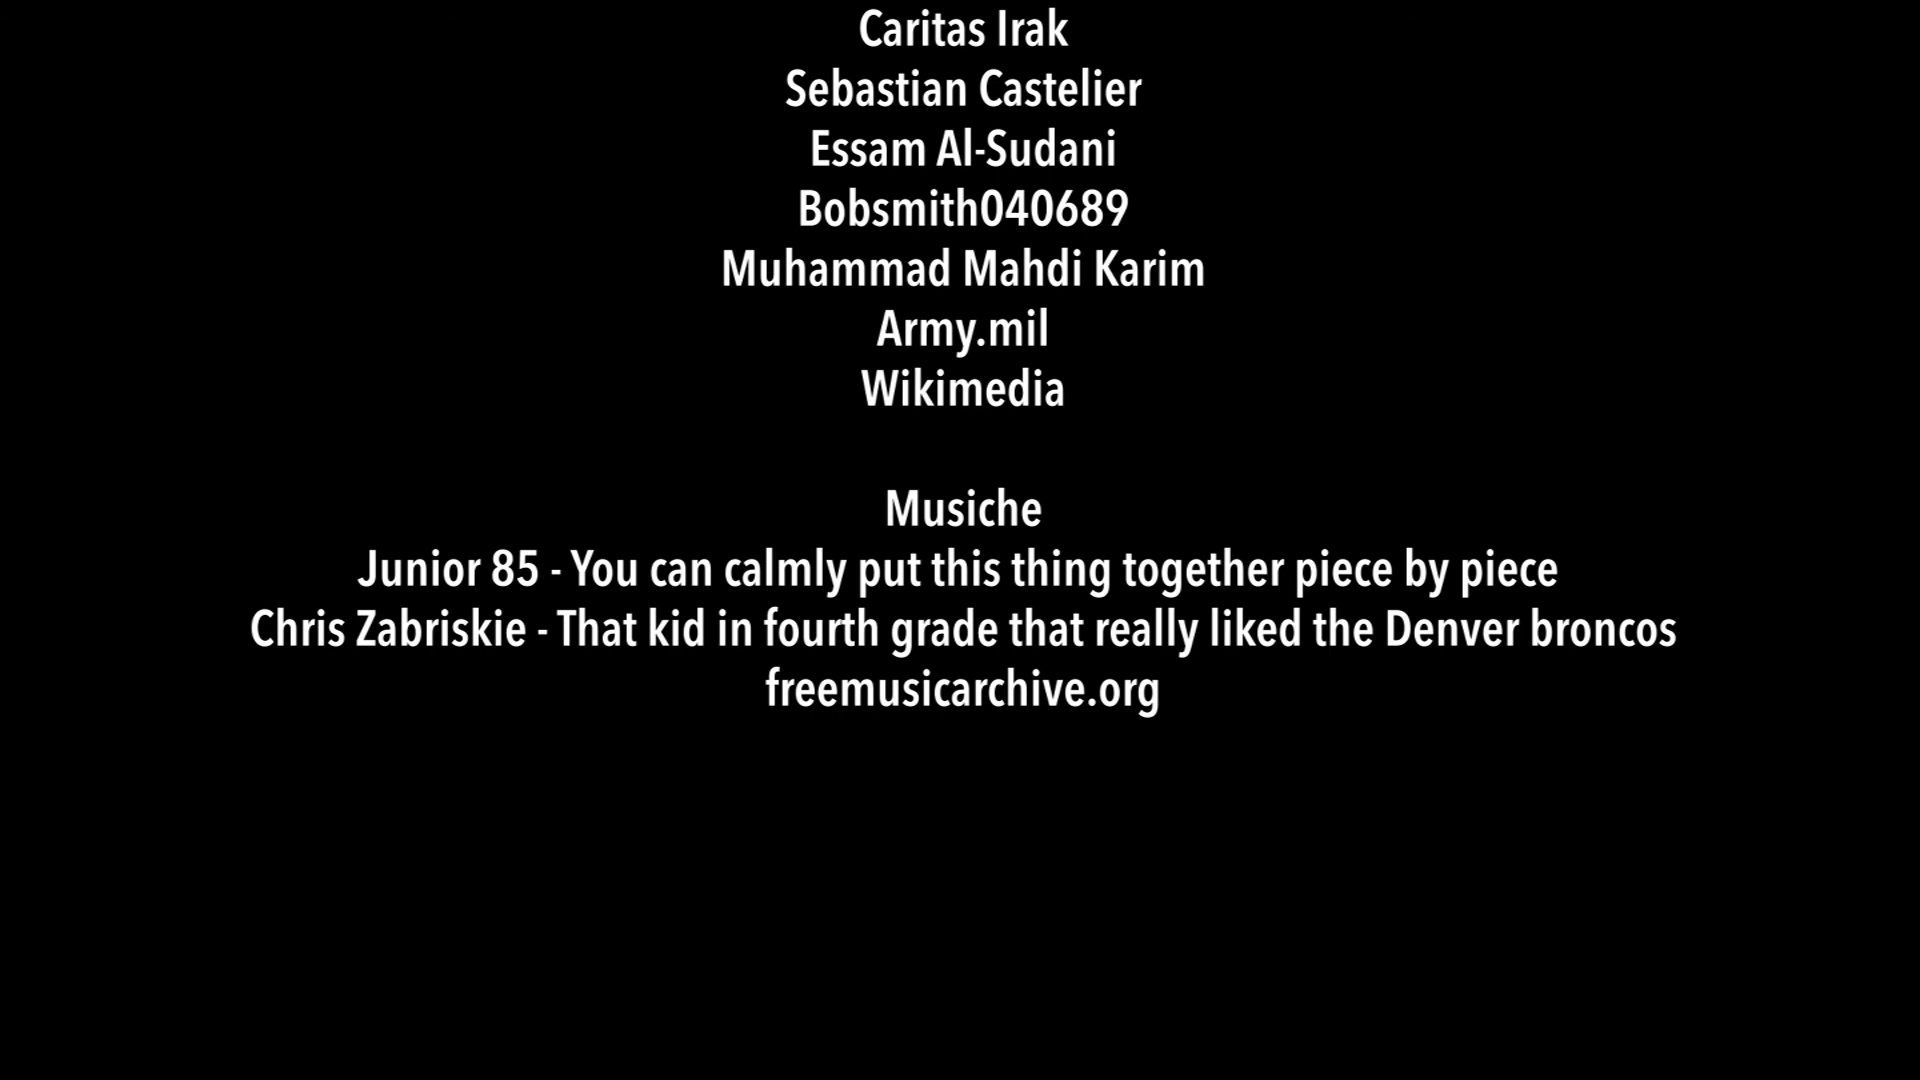 Caritas Irak
Sebastian Castelier
Essam Al-Sudani
Bobsmith040689
Muhammad Mahdi Karim
Army.mil
Wikimedia
Musiche
Junior 85 - You can calmly put this thing together piece by piece
Chris Zabriskie - That kid in fourth grade that really liked the Denver broncos
freemusicarchive.org